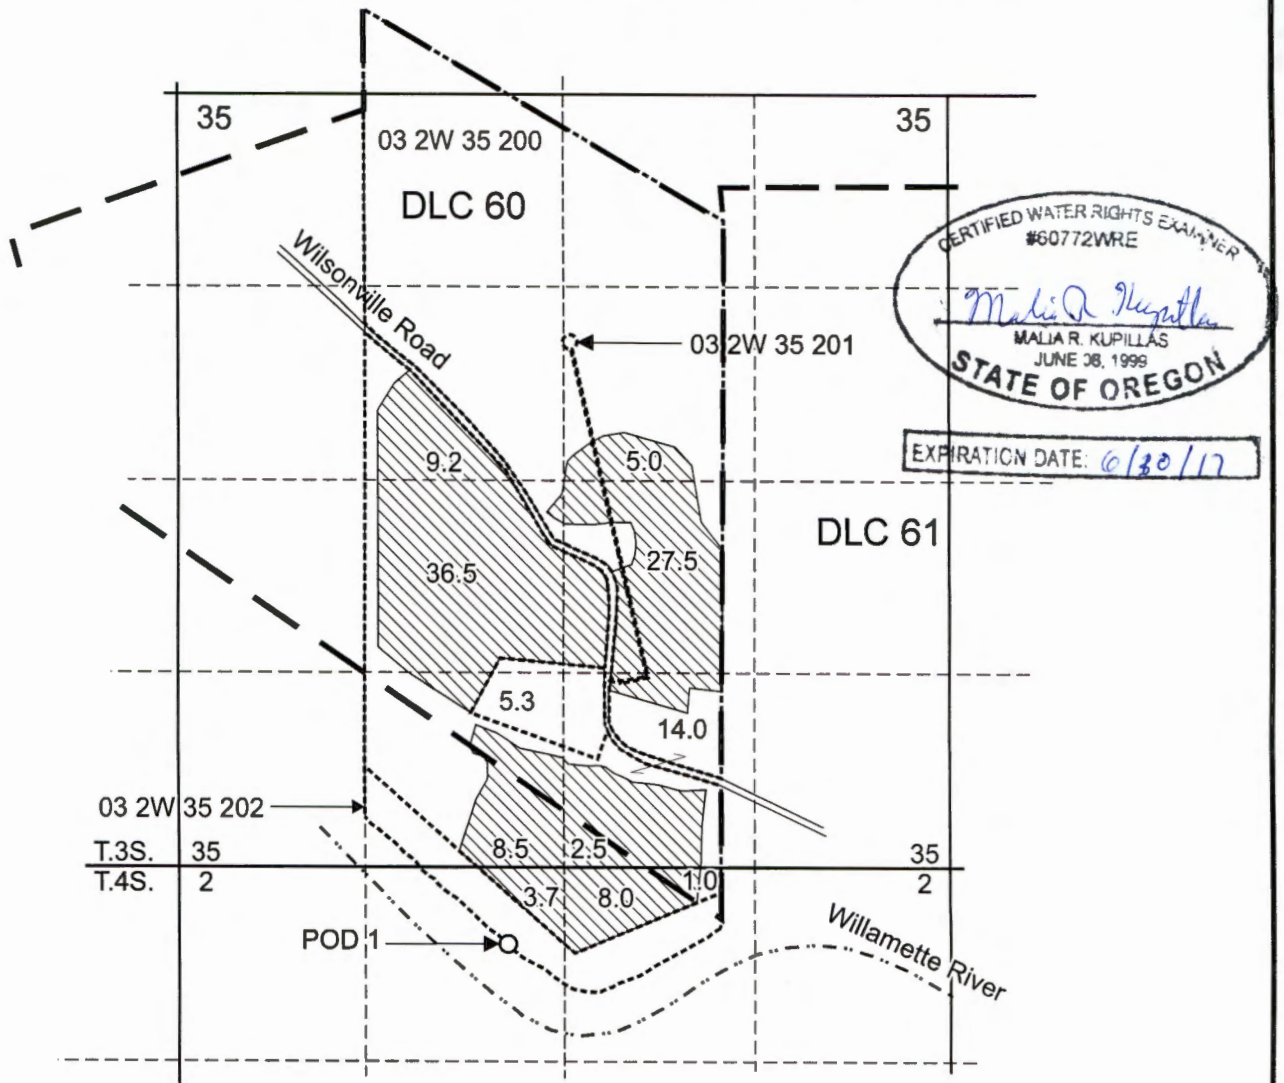 35
35
03 2W 35 200
DLC 60
CERTIFIED WATER RIGHTS EXAMINER
#60772WRE
Malia R Kupillas
MALIA R. KUPILLAS
JUNE 08, 1999
STATE OF OREGON
EXPIRATION DATE: 6/30/17
Wilsonville Road
03 2W 35 201
9.2
5.0
DLC 61
36.5
27.5
5.3
14.0
03 2W 35 202
8.5
2.5
T.3S.
35
35
T.4S.
2
2
3.7
8.0
1.0
POD 1
Willamette River